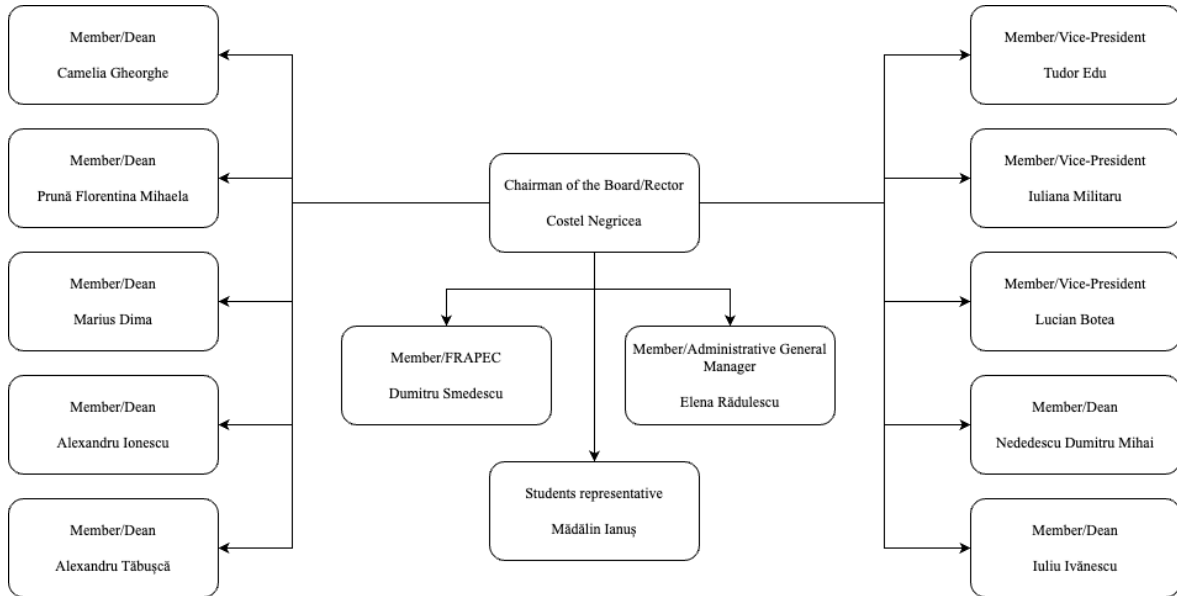 Member/Dean
Camelia Gheorghe
Member/Dean
Prună Florentina Mihaela
Member/Dean
Marius Dima
Member/Dean
Alexandru Ionescu
Member/Dean
Alexandru Tăbușcă
Chairman of the Board/Rector
Costel Negricea
Member/FRAPEC
Dumitru Smedescu
Member/Administrative General
Manager
Elena Rădulescu
Students representative
Mădălin Ianuș
Member/Vice-President
Tudor Edu
Member/Vice-President
Iuliana Militaru
Member/Vice-President
Lucian Botea
Member/Dean
Nededescu Dumitru Mihai
Member/Dean
Iuliu Ivănescu